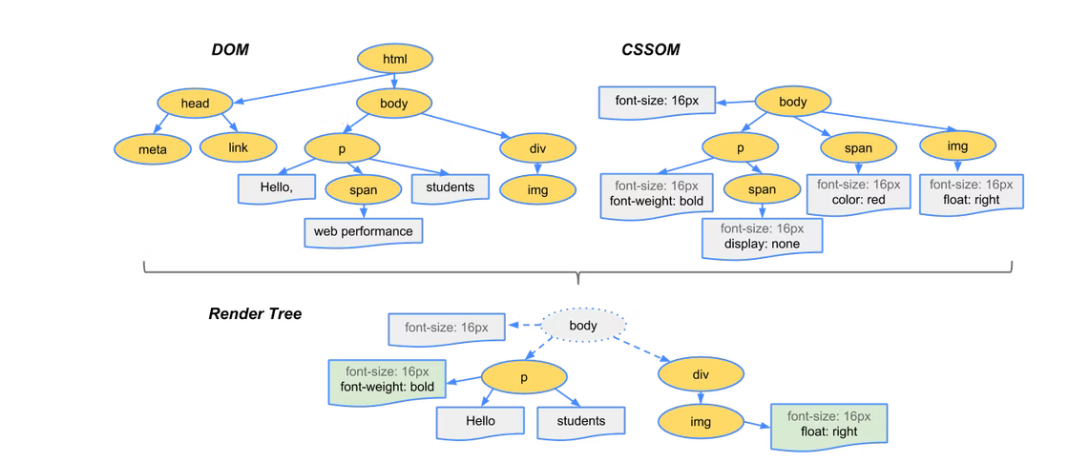 DOM
html
head
body
meta
link
p
div
Hello,
span
students
img
web performance
CSSOM
font-size: 16px
body
p
span
img
font-size: 16px
font-weight: bold
span
font-size: 16px
color: red
font-size: 16px
float: right
font-size: 16px
display: none
Render Tree
font-size: 16px
body
font-size: 16px
font-weight: bold
p
div
Hello
students
img
font-size: 16px
float: right